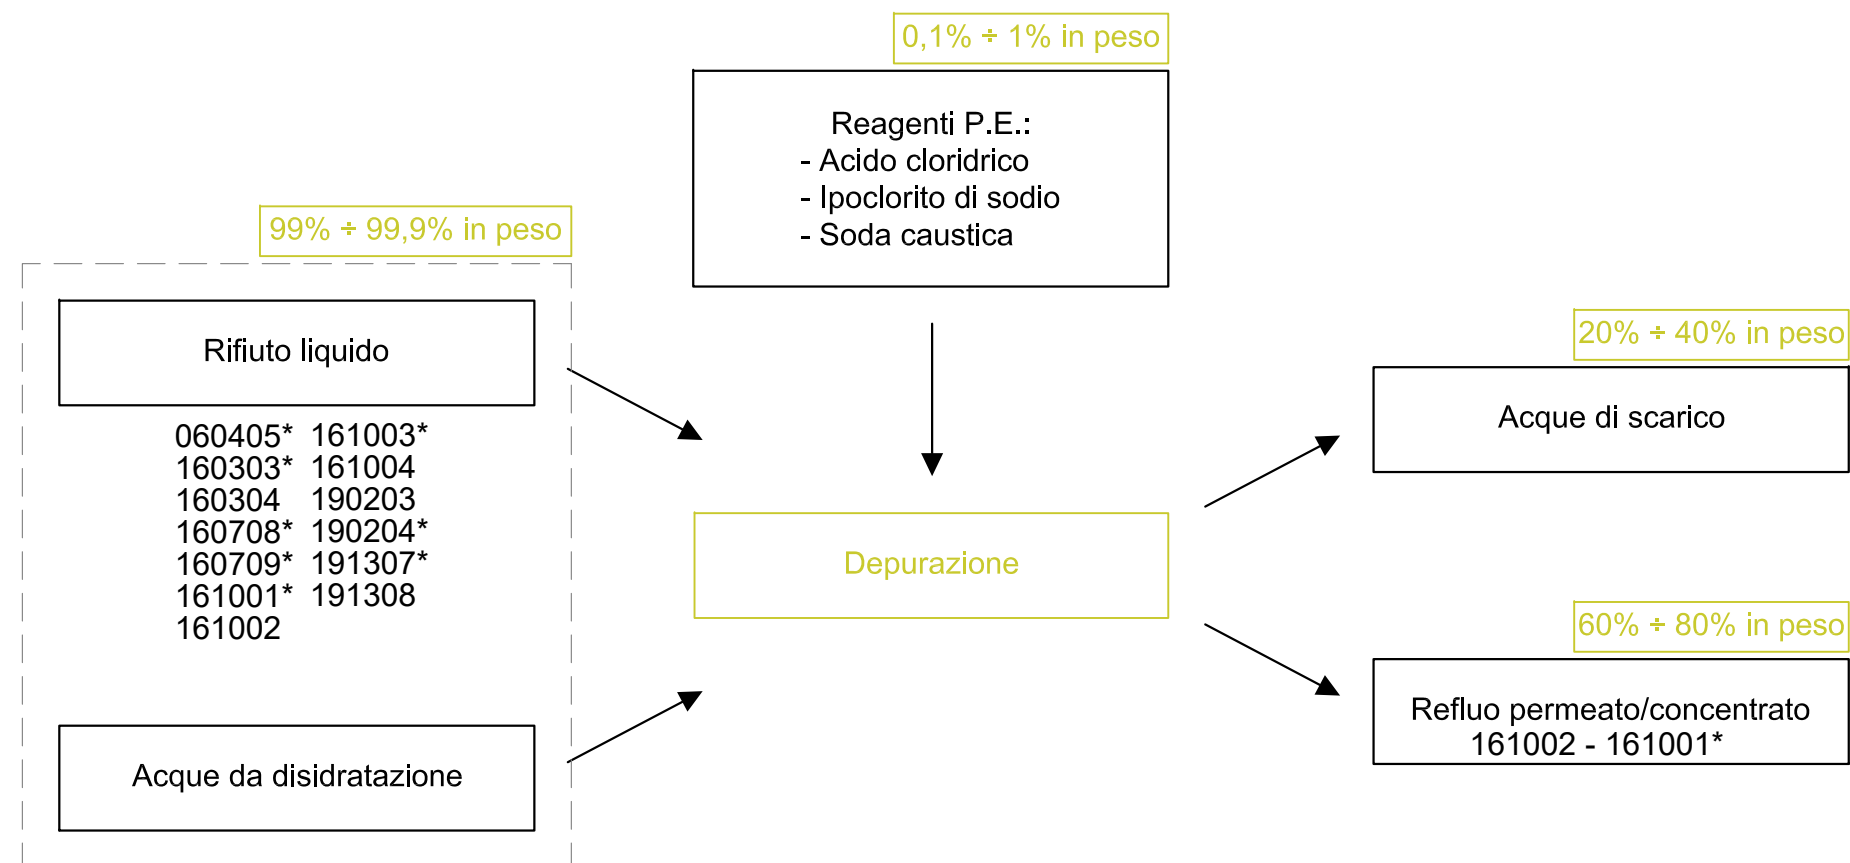 0,1% ÷ 1% in peso
Reagenti P.E.:
- Acido cloridrico
- Ipoclorito di sodio
- Soda caustica
99% ÷ 99,9% in peso
Rifiuto liquido
060405* 161003*
160303* 161004
160304 190203
160708* 190204*
160709* 191307*
161001* 191308
161002
Acque da disidratazione
Depurazione
20% ÷ 40% in peso
Acque di scarico
60% ÷ 80% in peso
Refluo permeato/concentrato
161002 - 161001*